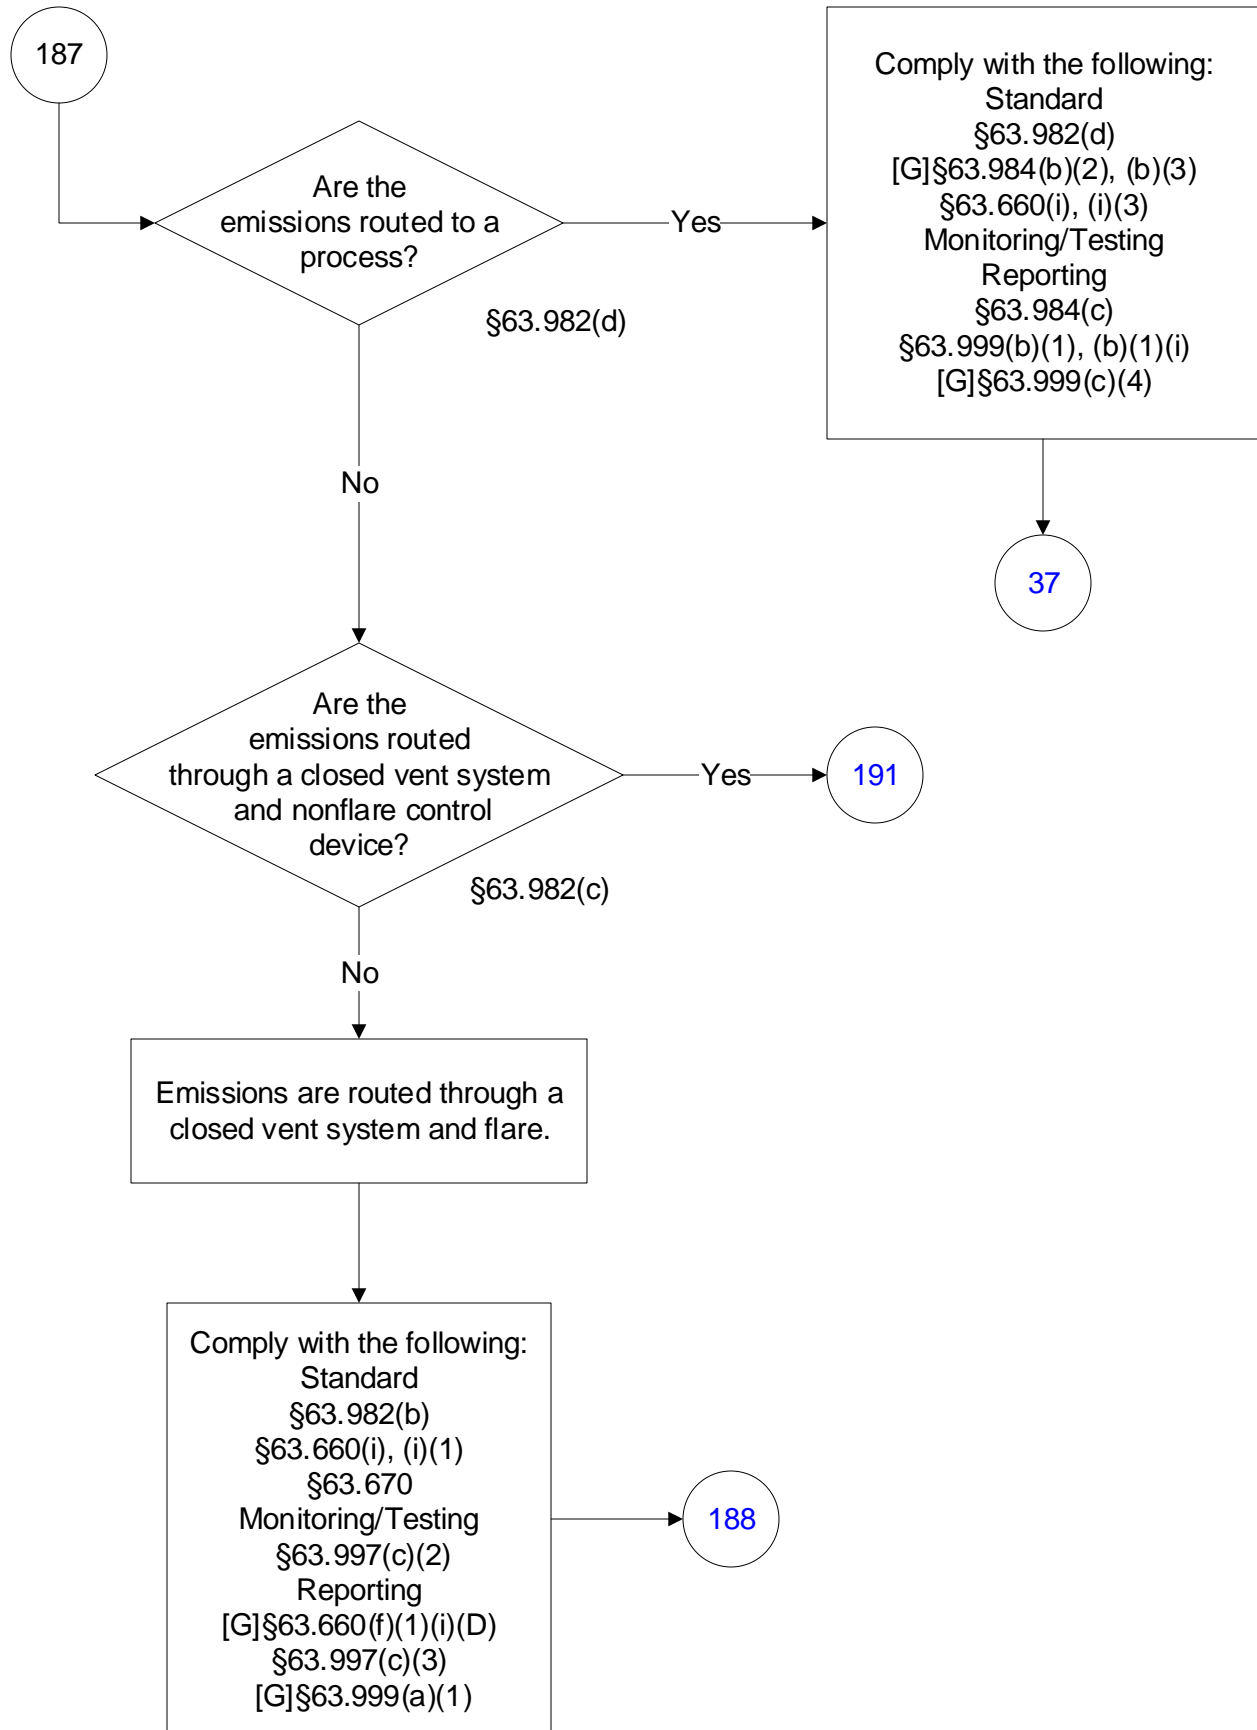 187
Are the
emissions routed to a
process?
Yes
§63.982(d)
Comply with the following:
Standard
§63.982(d)
[G]§63.984(b)(2), (b)(3)
§63.660(i), (i)(3)
Monitoring/Testing
Reporting
§63.984(c)
§63.999(b)(1), (b)(1)(i)
[G]§63.999(c)(4)
37
No
Are the
emissions routed
through a closed vent system
and nonflare control
device?
Yes
191
§63.982(c)
No
Emissions are routed through a
closed vent system and flare.
Comply with the following:
Standard
§63.982(b)
§63.660(i), (i)(1)
§63.670
Monitoring/Testing
§63.997(c)(2)
Reporting
[G]§63.660(f)(1)(i)(D)
§63.997(c)(3)
[G]§63.999(a)(1)
188